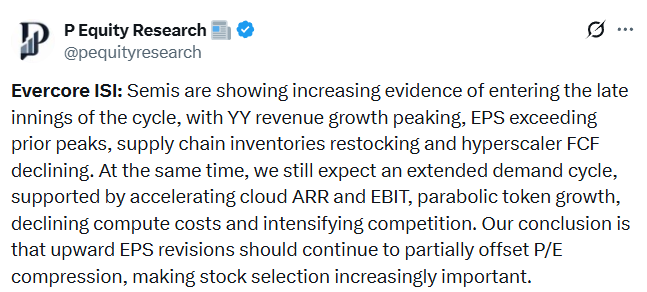 P Equity Research
@pequityresearch
Evercore ISI: Semis are showing increasing evidence of entering the late
innings of the cycle, with YY revenue growth peaking, EPS exceeding
prior peaks, supply chain inventories restocking and hyperscaler FCF
declining. At the same time, we still expect an extended demand cycle,
supported by accelerating cloud ARR and EBIT, parabolic token growth,
declining compute costs and intensifying competition. Our conclusion is
that upward EPS revisions should continue to partially offset P/E
compression, making stock selection increasingly important.